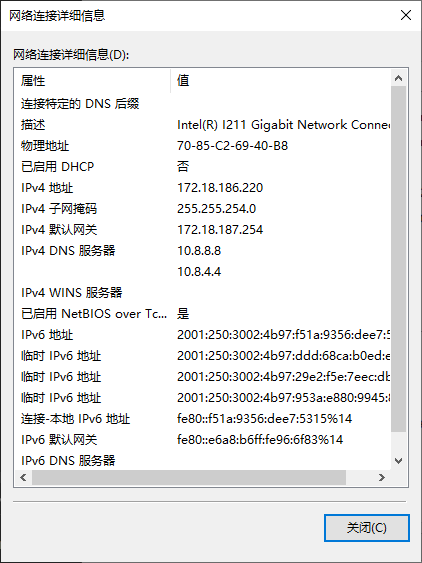 网络连接详细信息
网络连接详细信息(D):
属性 值
连接特定的 DNS 后缀
描述 Intel(R) I211 Gigabit Network Connec
物理地址 70-85-C2-69-40-B8
已启用 DHCP 否
IPv4 地址 172.18.186.220
IPv4 子网掩码 255.255.254.0
IPv4 默认网关 172.18.187.254
IPv4 DNS 服务器 10.8.8.8
10.8.4.4
IPv4 WINS 服务器
已启用 NetBIOS over Tc... 是
IPv6 地址 2001:250:3002:4b97:f51a:9356:dee7:5
临时 IPv6 地址 2001:250:3002:4b97:ddd:68ca:b0ed:e
临时 IPv6 地址 2001:250:3002:4b97:29e2:f5e:7eec:db
临时 IPv6 地址 2001:250:3002:4b97:953a:e880:9945:8
连接-本地 IPv6 地址 fe80::f51a:9356:dee7:5315%14
IPv6 默认网关 fe80::e6a8:b6ff:fe96:6f83%14
IPv6 DNS 服务器
关闭(C)